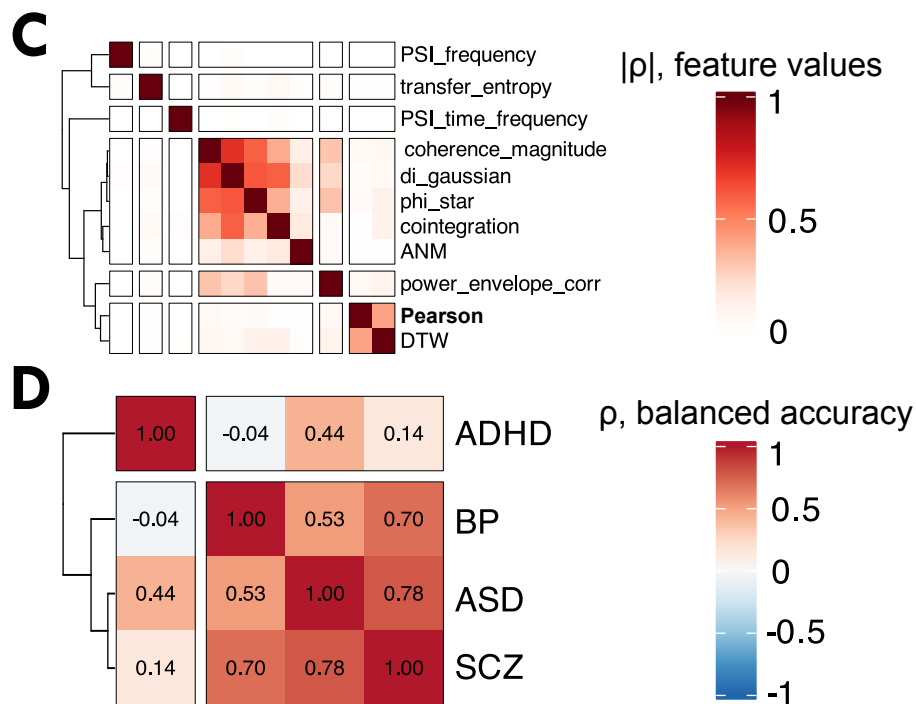 C
PSI_frequency
transfer_entropy
PSI_time_frequency
coherence_magnitude
di_gaussian
phi_star
cointegration
ANM
power_envelope_corr
Pearson
DTW
|ρ|, feature values
1
0.5
0
D
1.00 -0.04 0.44 0.14 ADHD
-0.04 1.00 0.53 0.70 BP
0.44 0.53 1.00 0.78 ASD
0.14 0.70 0.78 1.00 SCZ
ρ, balanced accuracy
1
0.5
0
-0.5
-1